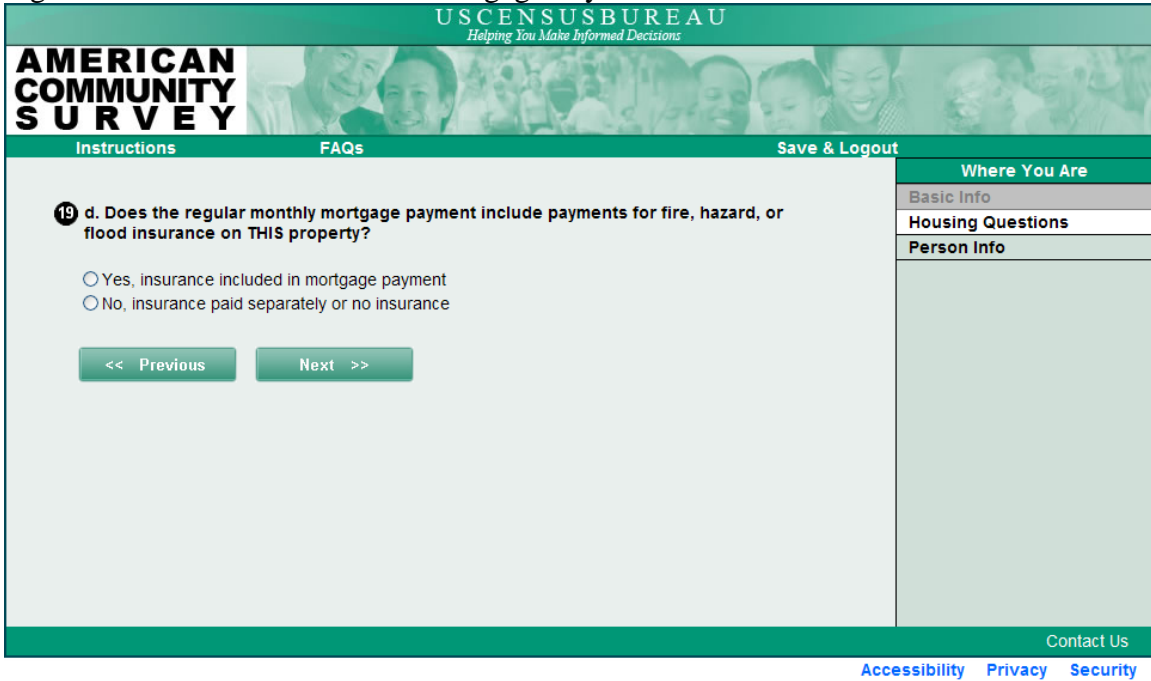 USCENSUSBUREAU
Helping You Make Informed Decisions
AMERICAN
COMMUNITY
SURVEY
Instructions FAQs Save & Logout
Where You Are
Basic Info
Housing Questions
Person Info
19 d. Does the regular monthly mortgage payment include payments for fire, hazard, or
flood insurance on THIS property?
Yes, insurance included in mortgage payment
No, insurance paid separately or no insurance
<< Previous Next >>
Contact Us
Accessibility Privacy Security